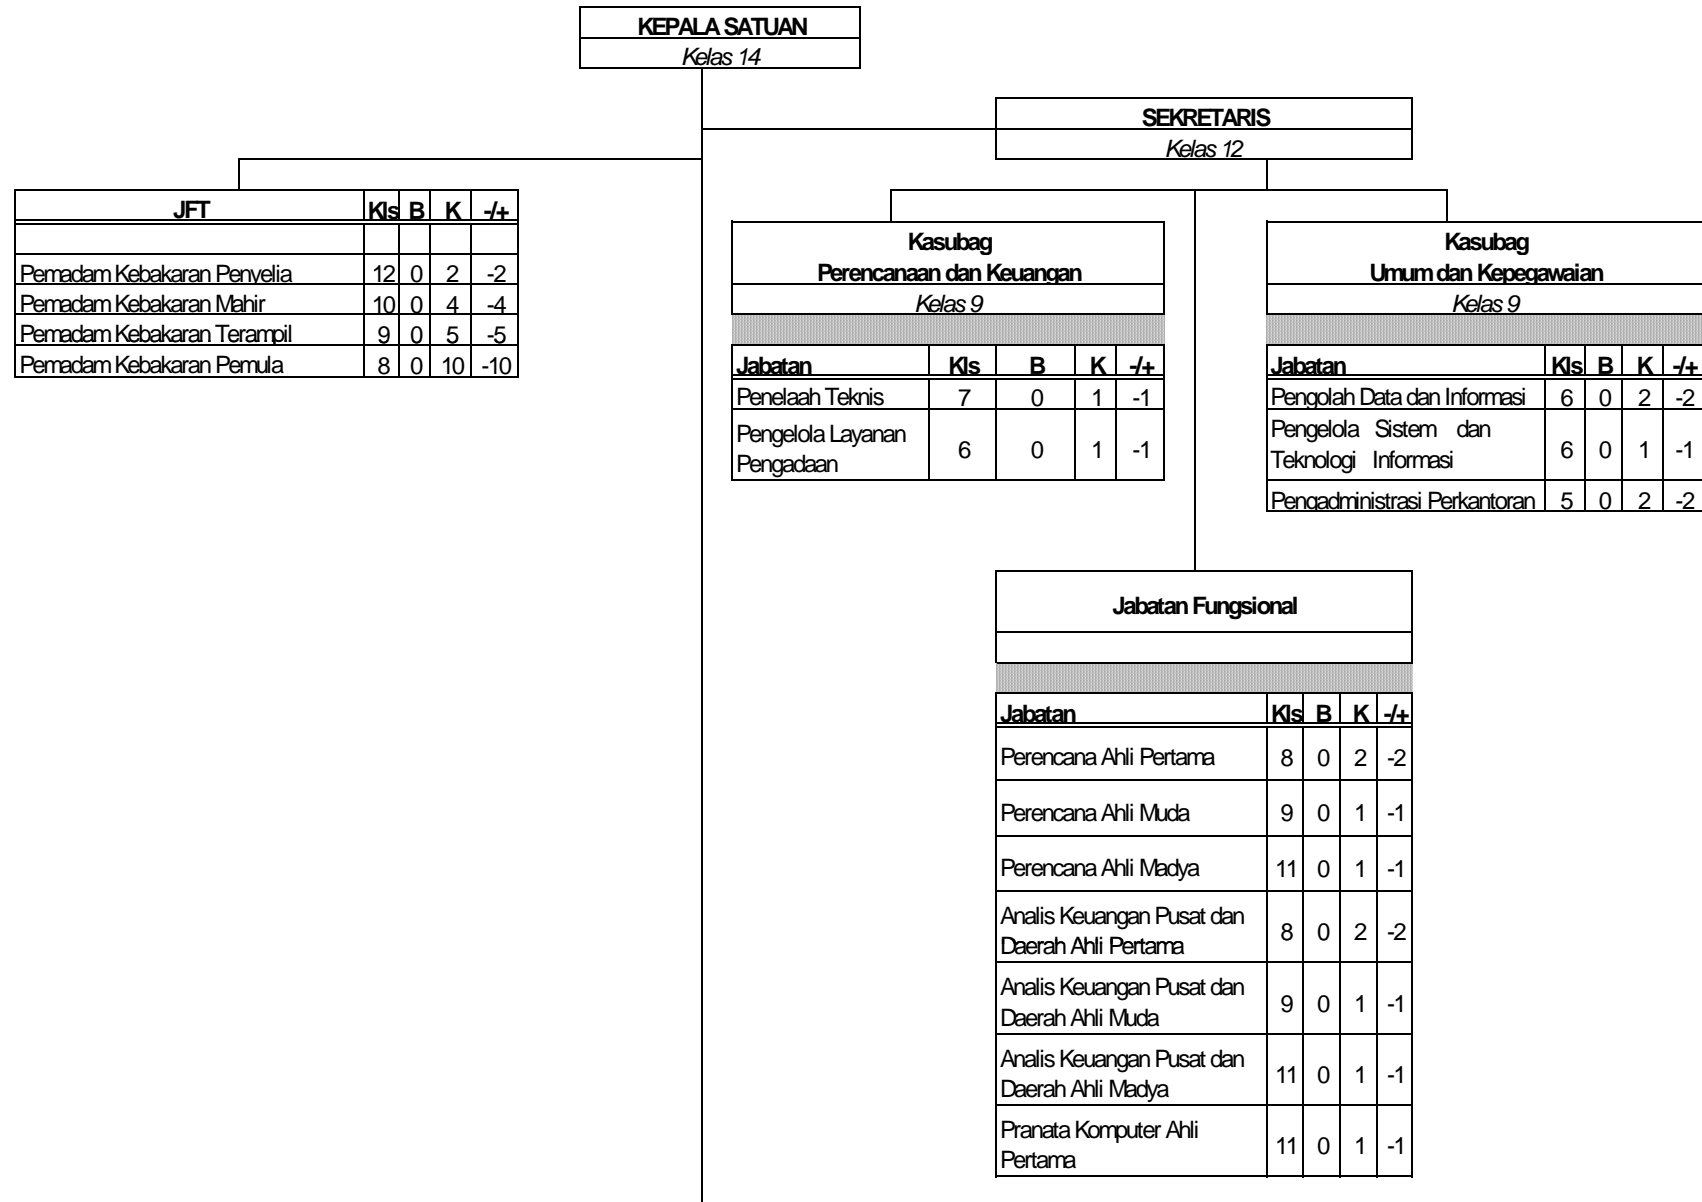 KEPALA SATUAN
Kelas 14
SEKRETARIS
Kelas 12
JFT Kls B K -/+
Pemadam Kebakaran Penyelia 12 0 2 -2
Pemadam Kebakaran Mahir 10 0 4 -4
Pemadam Kebakaran Terampil 9 0 5 -5
Pemadam Kebakaran Pemula 8 0 10 -10
Kasubag
Perencanaan dan Keuangan
Kelas 9
Jabatan Kls B K -/+
Penelaah Teknis 7 0 1 -1
Pengelola Layanan
Pengadaan 6 0 1 -1
Kasubag
Umum dan Kepegawaian
Kelas 9
Jabatan Kls B K -/+
Pengolah Data dan Informasi 6 0 2 -2
Pengelola Sistem dan
Teknologi Informasi 6 0 1 -1
Pengadministrasi Perkantoran 5 0 2 -2
Jabatan Fungsional
Jabatan Kls B K -/+
Perencana Ahli Pertama 8 0 2 -2
Perencana Ahli Muda 9 0 1 -1
Perencana Ahli Madya 11 0 1 -1
Analis Keuangan Pusat dan
Daerah Ahli Pertama 8 0 2 -2
Analis Keuangan Pusat dan
Daerah Ahli Muda 9 0 1 -1
Analis Keuangan Pusat dan
Daerah Ahli Madya 11 0 1 -1
Pranata Komputer Ahli
Pertama 11 0 1 -1